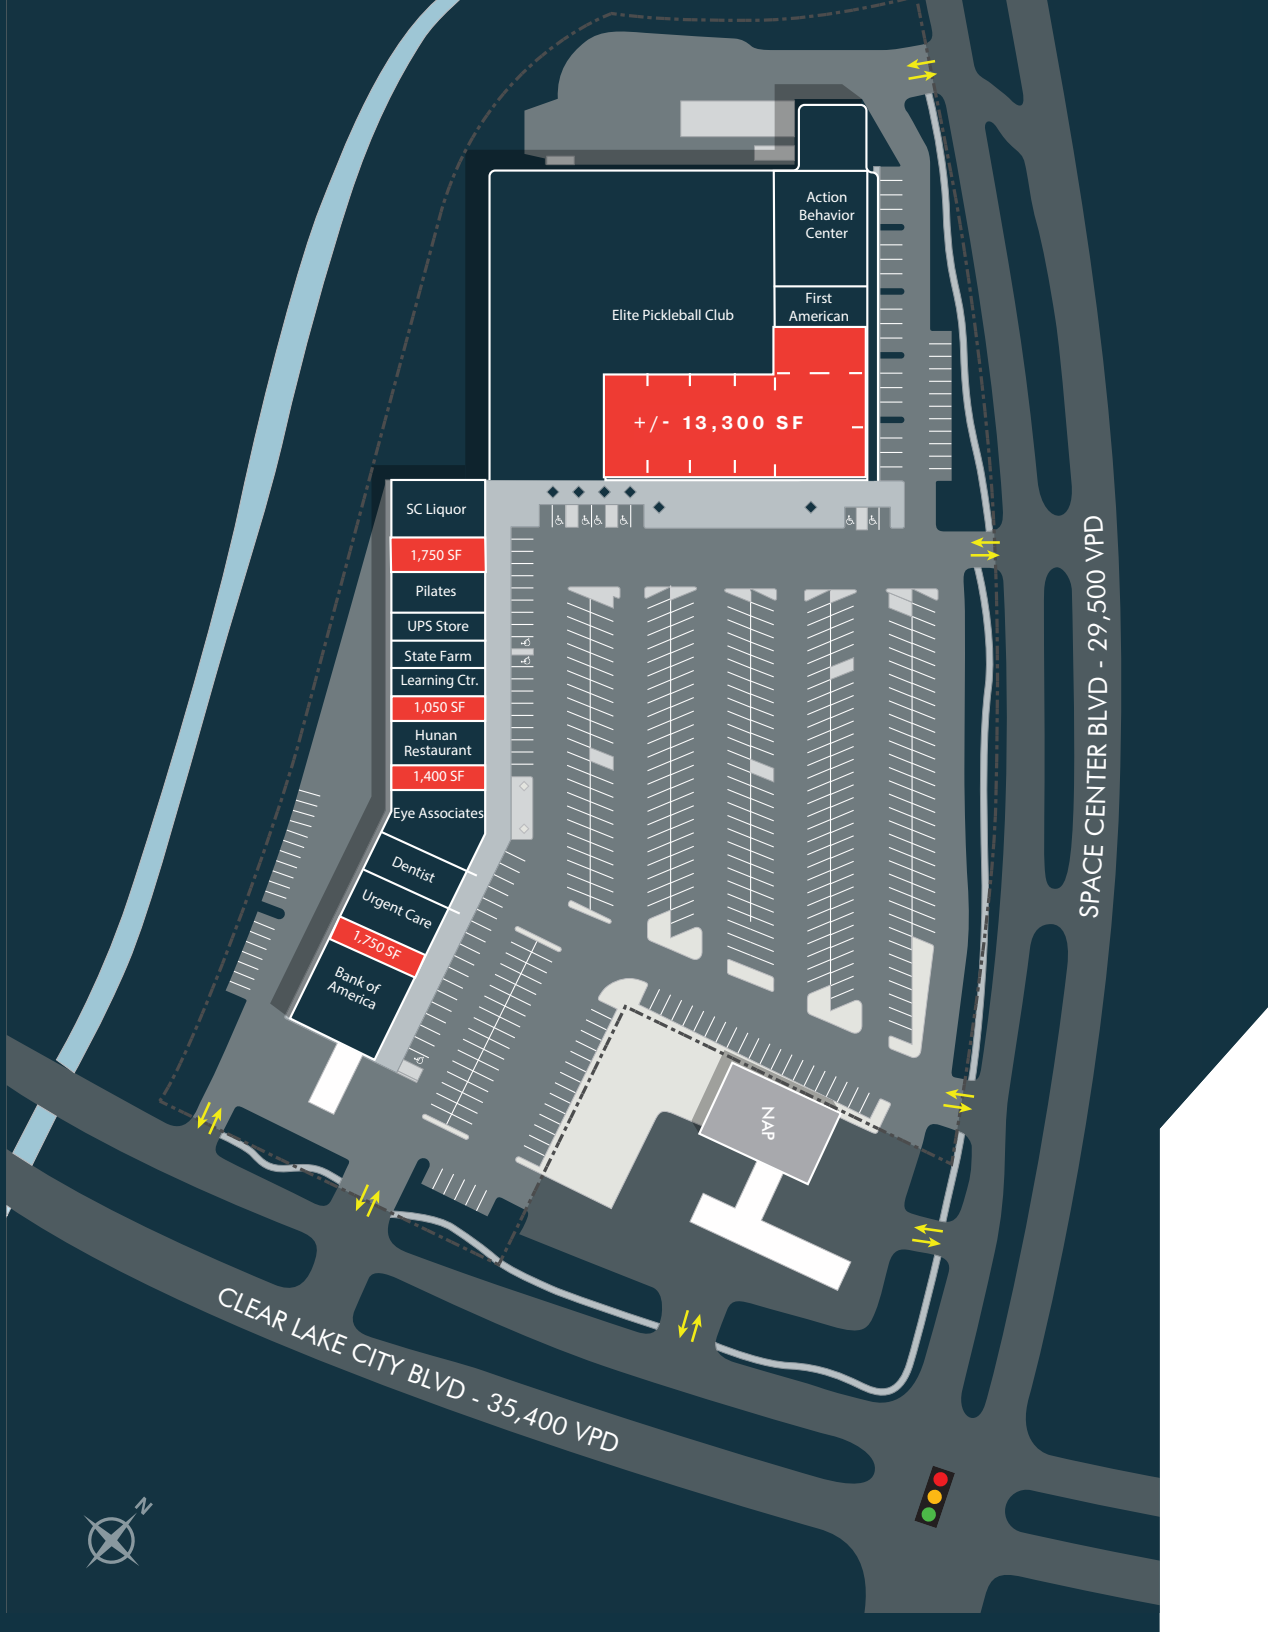 Action
Behavior
Center
First
American
Elite Pickleball Club
+/- 13,300 SF
SC Liquor
1,750 SF
Pilates
UPS Store
State Farm
Learning Ctr.
1,050 SF
Hunan
Restaurant
1,400 SF
Eye Associates
Dentist
Urgent Care
1,750 SF
Bank of
America
NAP
SPACE CENTER BLVD - 29,500 VPD
CLEAR LAKE CITY BLVD - 35,400 VPD
N